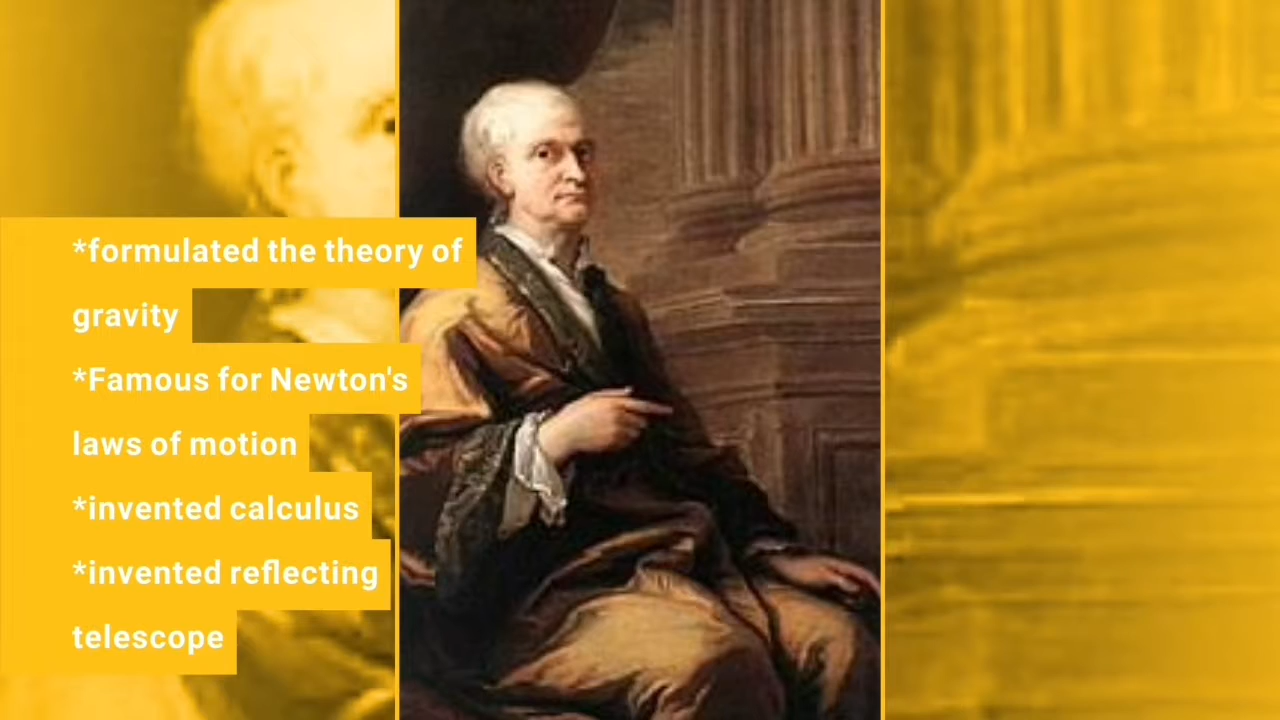 *formulated the theory of
gravity
*Famous for Newton's
laws of motion
*invented calculus
*invented reflecting
telescope